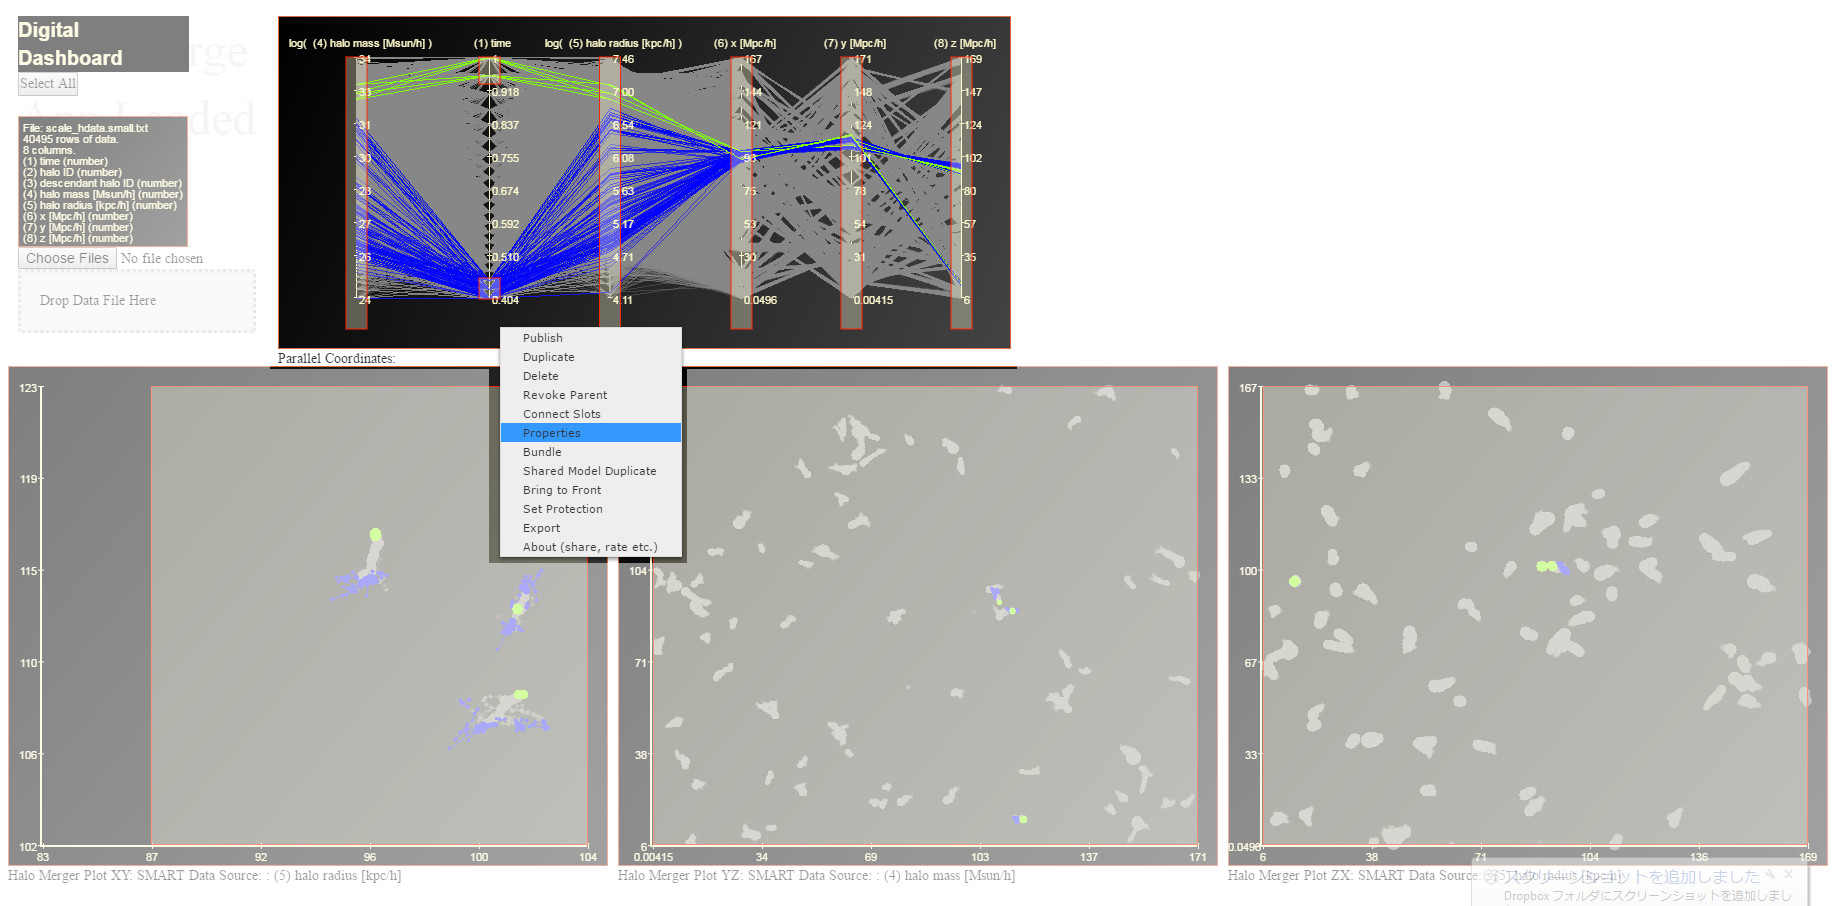 Digital
Dashboard
Select All
File: scale_hdata.small.txt
40495 rows of data.
8 columns.
(1) time (number)
(2) halo ID (number)
(3) descendant halo ID (number)
(4) halo mass [Msun/h] (number)
(5) halo radius [kpc/h] (number)
(6) x [Mpc/h] (number)
(7) y [Mpc/h] (number)
(8) z [Mpc/h] (number)
Choose Files No file chosen
Drop Data File Here
log( (4) halo mass [Msun/h] ) (1) time log( (5) halo radius [kpc/h] ) (6) x [Mpc/h] (7) y [Mpc/h] (8) z [Mpc/h]
34 1 7.46 167 171 169
33 0.918 7.00 144 148 147
31 0.837 6.54 121 124 124
30 0.755 6.08 93 101 102
23 0.674 5.63 75 73 80
27 0.592 5.17 53 54 57
26 0.510 4.71 30 31 35
24 0.404 4.11 0.0496 0.00415 6
Parallel Coordinates:
Publish
Duplicate
Delete
Revoke Parent
Connect Slots
Properties
Bundle
Shared Model Duplicate
Bring to Front
Set Protection
Export
About (share, rate etc.)
123
119
115
110
106
102
83 87 92 96 100 104
Halo Merger Plot XY: SMART Data Source: : (5) halo radius [kpc/h]
104
71
38
6
0.00415 34 69 103 137 171
Halo Merger Plot YZ: SMART Data Source: : (4) halo mass [Msun/h]
167
133
100
67
33
0.0496
6 38 71 104 136 169
Halo Merger Plot ZX: SMART Data Source: : (5) halo radius [kpc/h]
スクリーンショットを追加しました
Dropbox フォルダにスクリーンショットを追加しまし